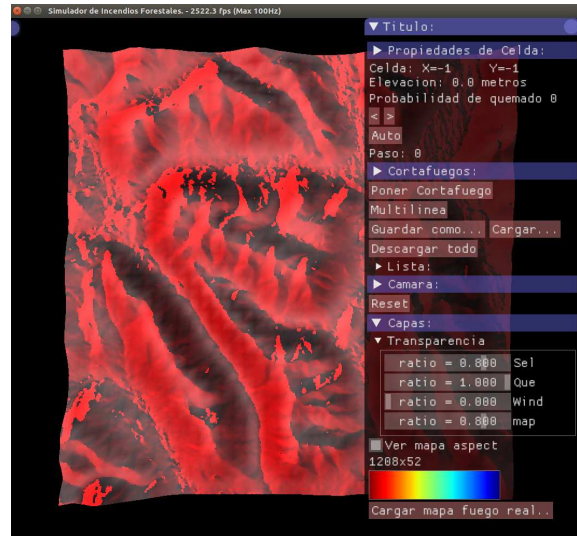 Simulador de Incendios Forestales. - 2522.3 fps (Max 100Hz)
Titulo:
Propiedades de Celda:
Celda: X=-1 Y=-1
Elevacion: 0.0 metros
Probabilidad de quemado 0
< >
Auto
Paso: 0
Cortafuegos:
Poner Cortafuego
Multilinea
Guardar como... Cargar...
Descargar todo
Lista:
Camara:
Reset
Capas:
Transparencia
ratio = 0.800 Sel
ratio = 1.000 Que
ratio = 0.000 Wind
ratio = 0.800 map
Ver mapa aspect
1208x52
Cargar mapa fuego real..